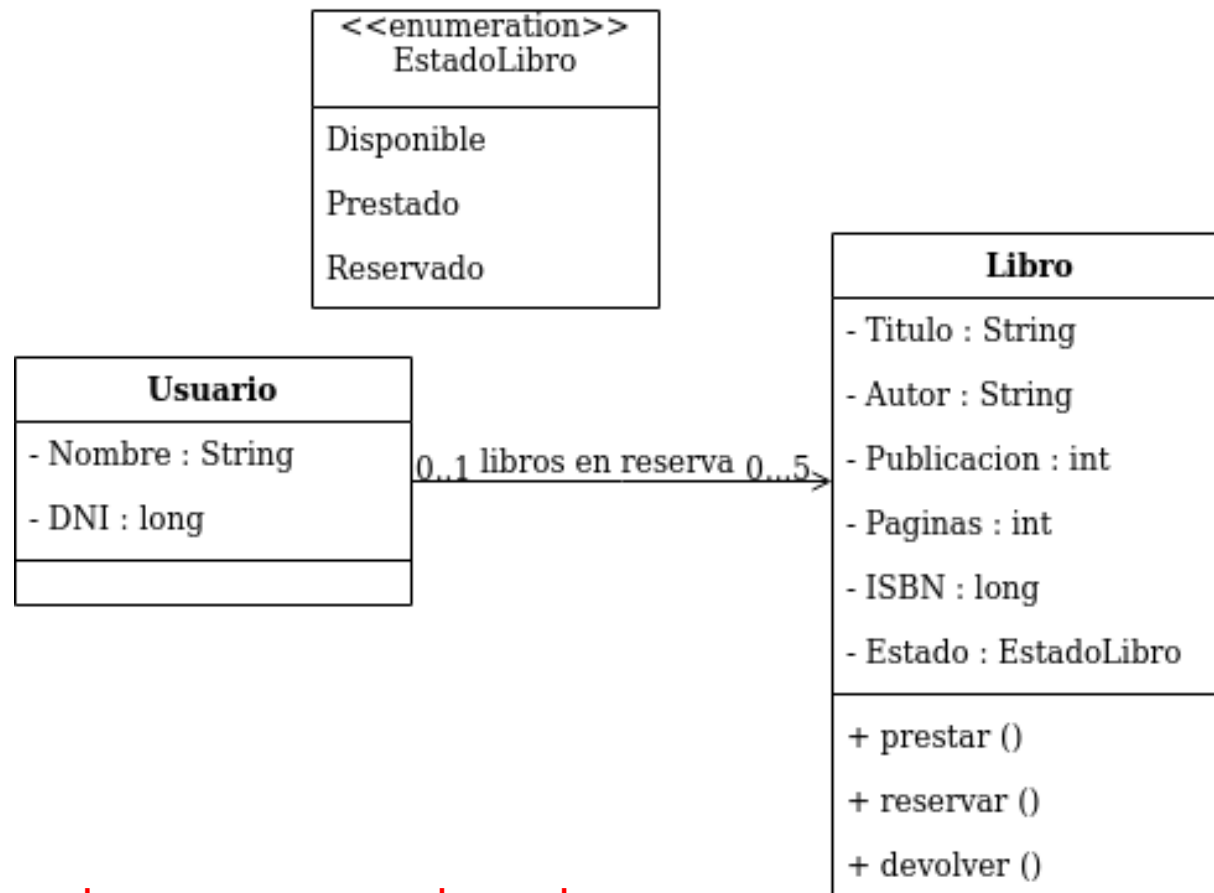 <<enumeration>>
EstadoLibro
Disponible
Prestado
Reservado
Usuario
- Nombre : String
- DNI : long
0..1 libros en reserva 0...5
Libro
- Titulo : String
- Autor : String
- Publicacion : int
- Paginas : int
- ISBN : long
- Estado : EstadoLibro
+ prestar ()
+ reservar ()
+ devolver ()